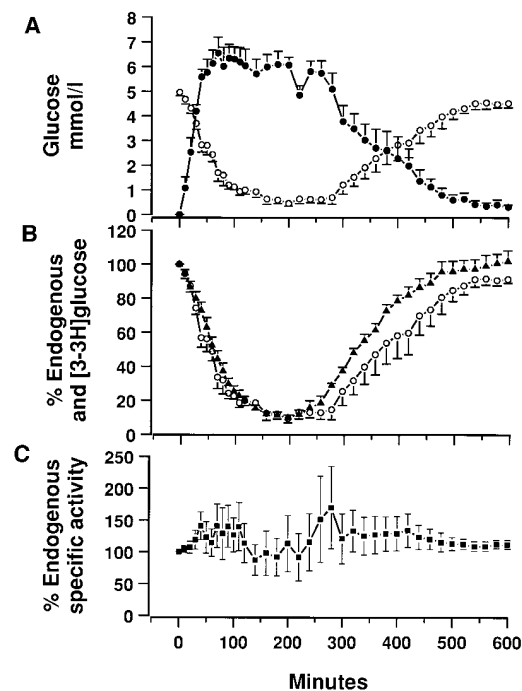 A
Glucose
mmol/l
8
7
6
5
4
3
2
1
0
B
% Endogenous
and [3-3H]glucose
120
100
80
60
40
20
0
C
% Endogenous
specific activity
250
200
150
100
50
0
0 100 200 300 400 500 600
Minutes